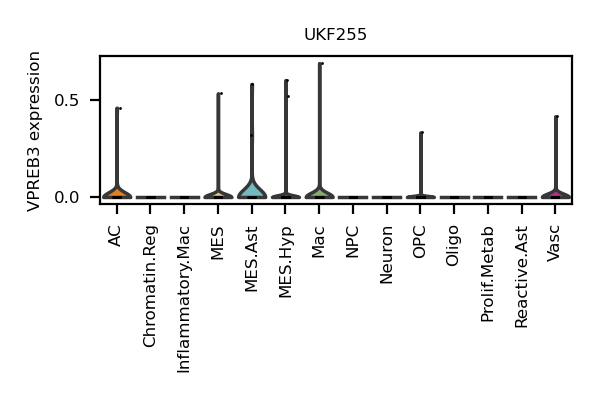 UKF255
VPREB3 expression
0.5
0.0
AC
Chromatin.Reg
Inflammatory.Mac
MES
MES.Ast
MES.Hyp
Mac
NPC
Neuron
OPC
Oligo
Prolif.Metab
Reactive.Ast
Vasc